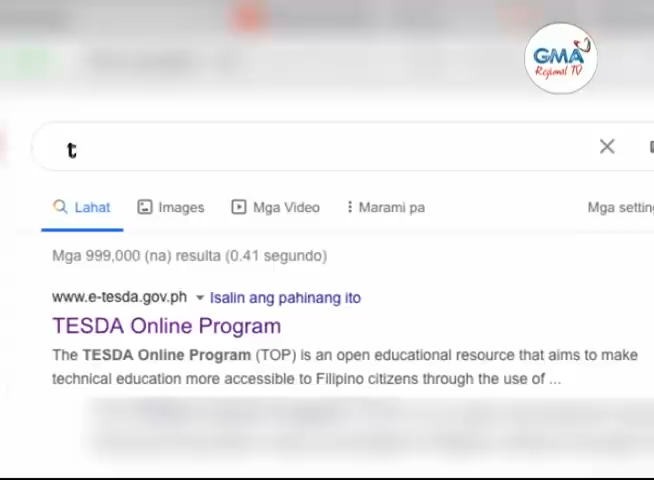 GMA
Regional TV
t
Lahat
Images
Mga Video
Marami pa
Mga 999,000 (na) resulta (0.41 segundo)
www.e-tesda.gov.ph Isalin ang pahinang ito
TESDA Online Program
The TESDA Online Program (TOP) is an open educational resource that aims to make
technical education more accessible to Filipino citizens through the use of ...